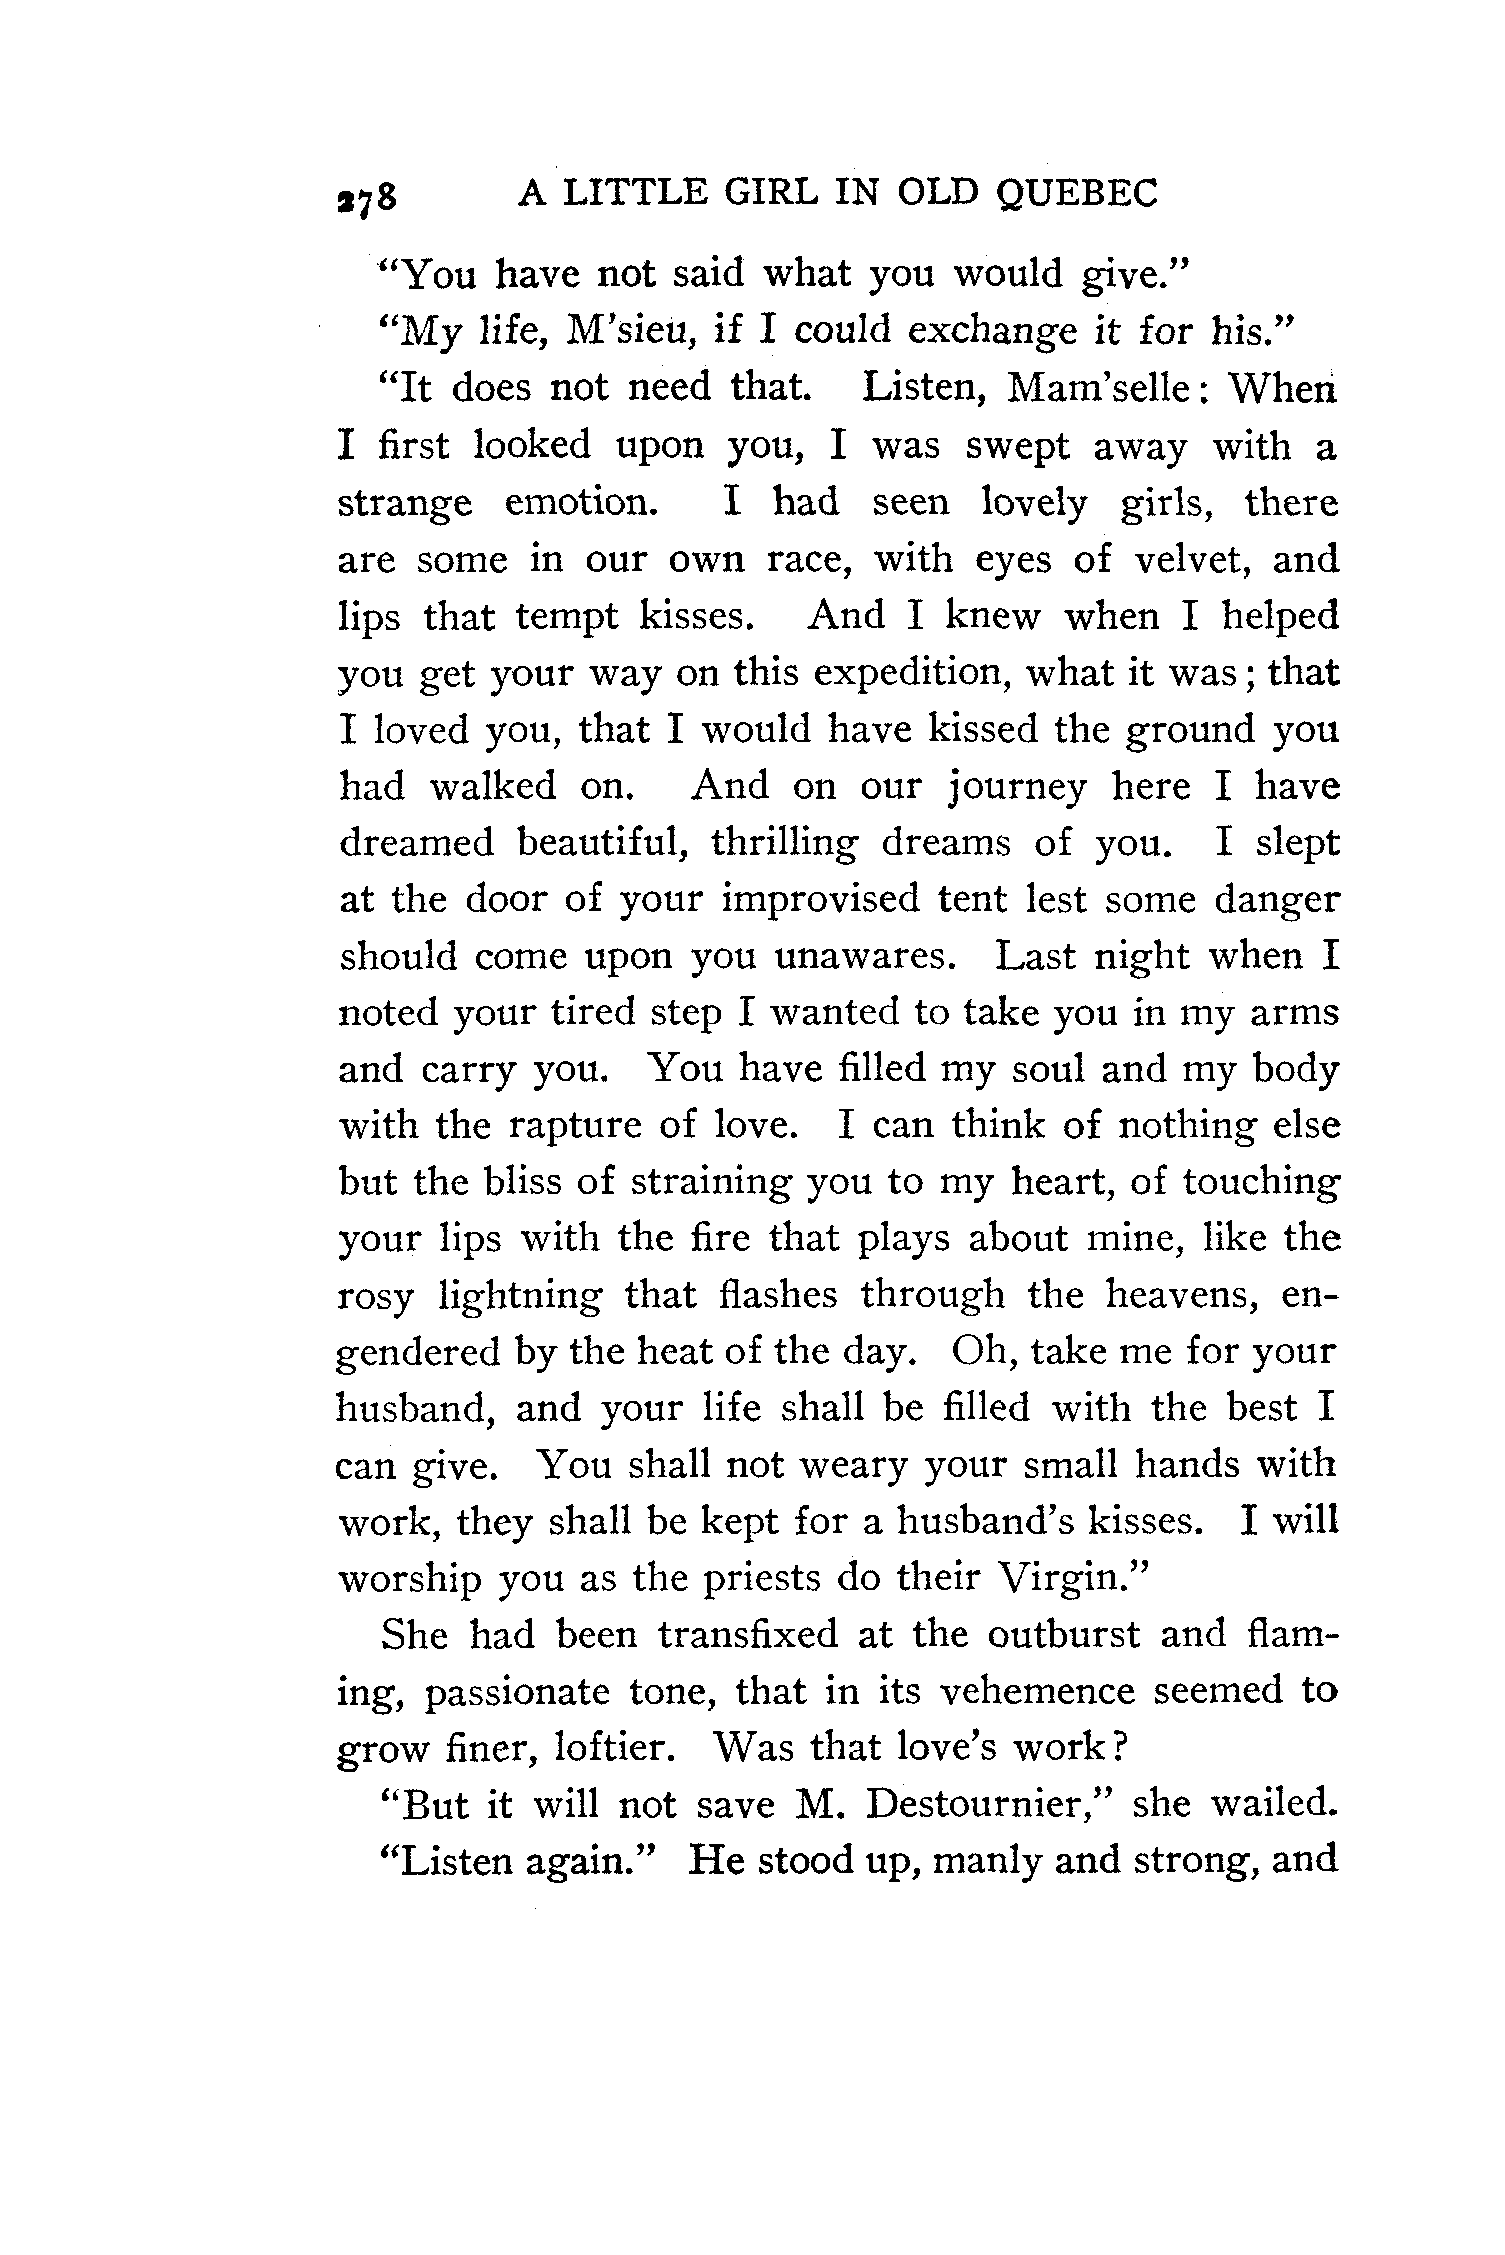 278 A LITTLE GIRL IN OLD QUEBEC
“You have not said what you would give.”
“My life, M’sieu, if I could exchange it for his.”
“It does not need that. Listen, Mam’selle: When
I first looked upon you, I was swept away with a
strange emotion. I had seen lovely girls, there
are some in our own race, with eyes of velvet, and
lips that tempt kisses. And I knew when I helped
you get your way on this expedition, what it was; that
I loved you, that I would have kissed the ground you
had walked on. And on our journey here I have
dreamed beautiful, thrilling dreams of you. I slept
at the door of your improvised tent lest some danger
should come upon you unawares. Last night when I
noted your tired step I wanted to take you in my arms
and carry you. You have filled my soul and my body
with the rapture of love. I can think of nothing else
but the bliss of straining you to my heart, of touching
your lips with the fire that plays about mine, like the
rosy lightning that flashes through the heavens, en-
gendered by the heat of the day. Oh, take me for your
husband, and your life shall be filled with the best I
can give. You shall not weary your small hands with
work, they shall be kept for a husband’s kisses. I will
worship you as the priests do their Virgin.”
She had been transfixed at the outburst and flam-
ing, passionate tone, that in its vehemence seemed to
grow finer, loftier. Was that love’s work?
“But it will not save M. Destournier,” she wailed.
“Listen again.” He stood up, manly and strong, and